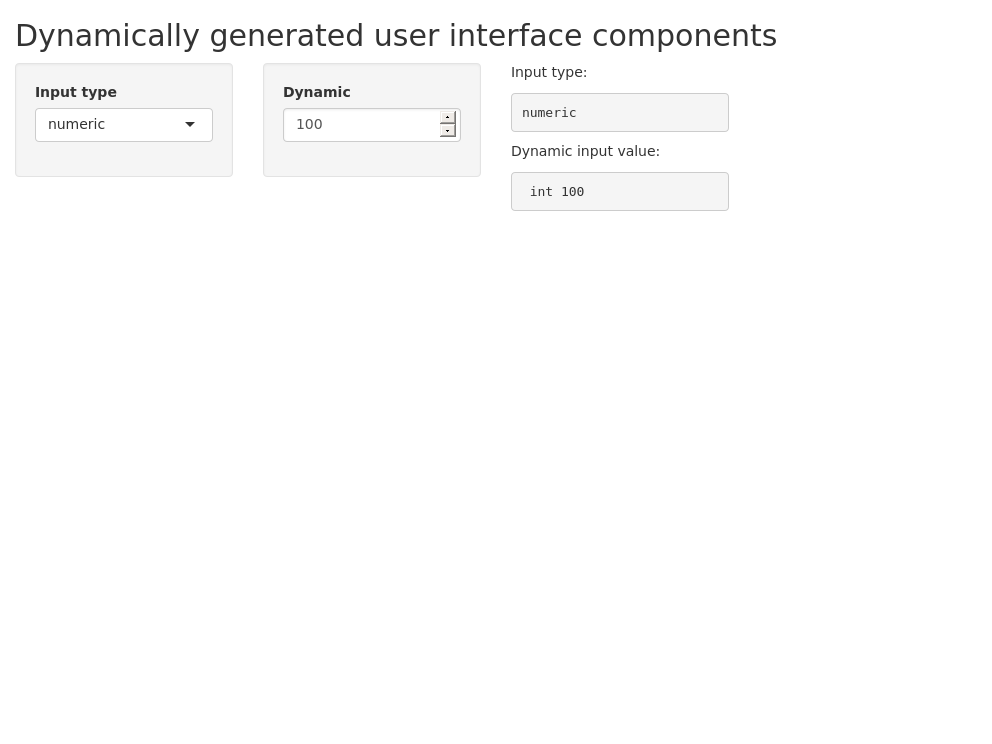 Dynamically generated user interface components
Input type
numeric
Dynamic
100
Input type:
numeric
Dynamic input value:
int 100